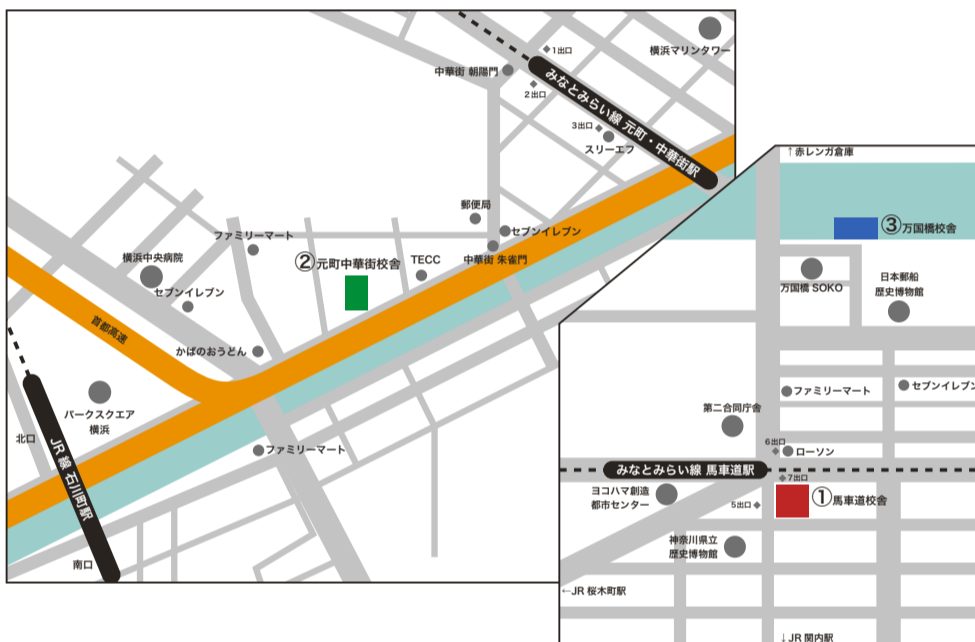 横浜マリンタワー
1出口
中華街 朝陽門
みなとみらい線 元町・中華街駅
2出口
3出口
スリーエフ
郵便局
セブンイレブン
中華街 朱雀門
ファミリーマート
②元町中華街校舎
TECC
横浜中央病院
セブンイレブン
首都高速
かばのおうどん
パークスクエア
横浜
北口
JR線 石川町駅
南口
ファミリーマート
↑赤レンガ倉庫
③万国橋校舎
万国橋 SOKO
日本郵船
歴史博物館
ファミリーマート
セブンイレブン
第二合同庁舎
6出口
ローソン
みなとみらい線 馬車道駅
7出口
①馬車道校舎
ヨコハマ創造
都市センター
5出口
神奈川県立
歴史博物館
←JR 桜木町駅
↓JR 関内駅